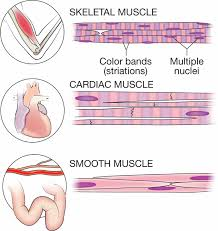 SKELETAL MUSCLE
Color bands
(striations)
Multiple
nuclei
CARDIAC MUSCLE
SMOOTH MUSCLE